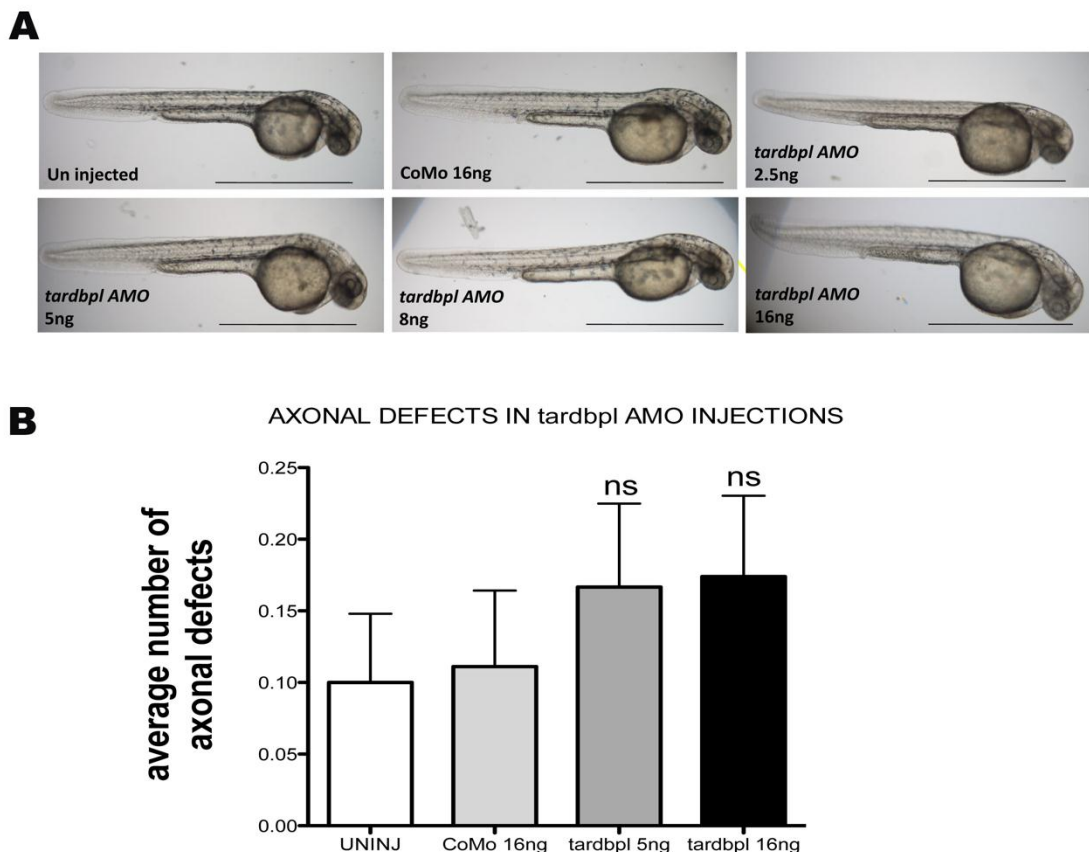 A
Un injected
CoMo 16ng
tardbpl AMO
2.5ng
tardbpl AMO
5ng
tardbpl AMO
8ng
tardbpl AMO
16ng
B
AXONAL DEFECTS IN tardbpl AMO INJECTIONS
average number of
axonal defects
0.25
0.20
0.15
0.10
0.05
0.00
ns
ns
UNINJ
CoMo 16ng
tardbpl 5ng
tardbpl 16ng